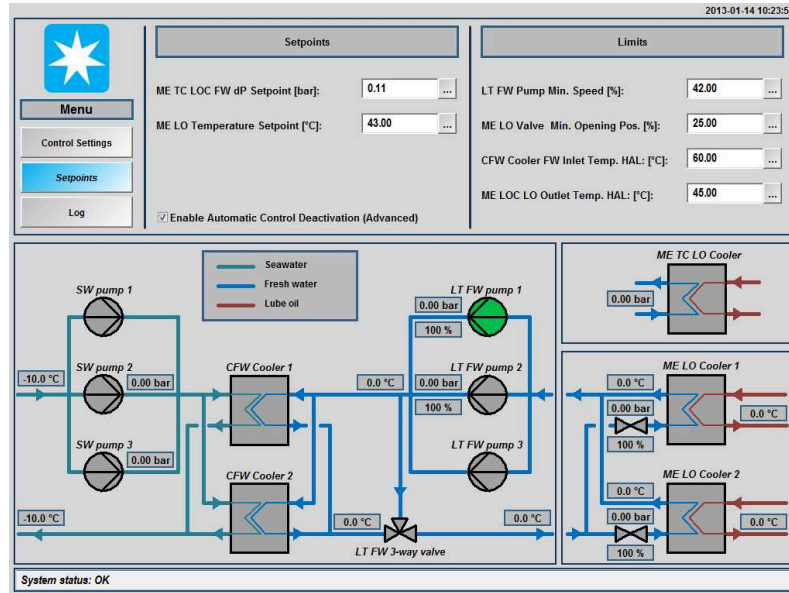 2013-01-14 10:23:5
Setpoints
Limits
ME TC LOC FW dP Setpoint [bar]:
0.11
...
LT FW Pump Min. Speed [%]:
42.00
...
Menu
ME LO Temperature Setpoint [°C]:
43.00
...
ME LO Valve Min. Opening Pos. [%]:
25.00
...
Control Settings
CFW Cooler FW Inlet Temp. HAL: [°C]:
60.00
...
Setpoints
ME LOC LO Outlet Temp. HAL: [°C]:
45.00
...
Log
Enable Automatic Control Deactivation (Advanced)
Seawater
Fresh water
Lube oil
SW pump 1
SW pump 2
-10.0 °C
0.00 bar
SW pump 3
0.00 bar
-10.0 °C
CFW Cooler 1
CFW Cooler 2
LT FW pump 1
0.00 bar
100 %
LT FW pump 2
0.0 °C
0.00 bar
100 %
LT FW pump 3
0.0 °C
0.0 °C
LT FW 3-way valve
ME TC LO Cooler
0.00 bar
ME LO Cooler 1
0.0 °C
0.00 bar
0.0 °C
100 %
ME LO Cooler 2
0.0 °C
0.00 bar
0.0 °C
100 %
System status: OK